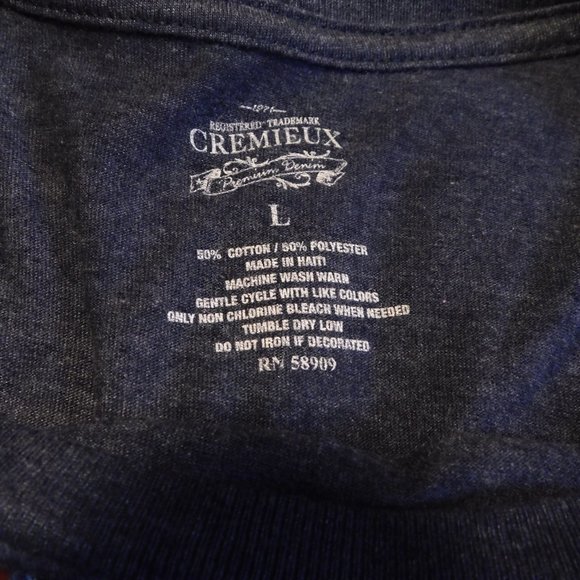 —1971—
REGISTERED TRADEMARK
CREMIEUX
Premium Denim
L
50% COTTON / 50% POLYESTER
MADE IN HAITI
MACHINE WASH WARN
GENTLE CYCLE WITH LIKE COLORS
ONLY NON CHLORINE BLEACH WHEN NEEDED
TUMBLE DRY LOW
DO NOT IRON IF DECORATED
RN 58909